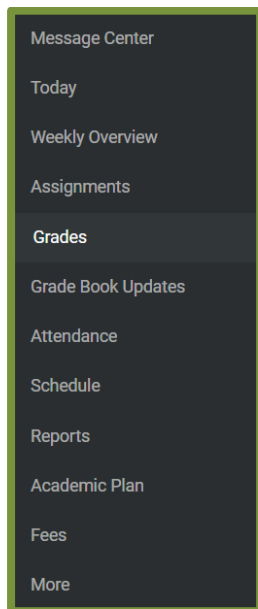 Message Center
Today
Weekly Overview
Assignments
Grades
Grade Book Updates
Attendance
Schedule
Reports
Academic Plan
Fees
More